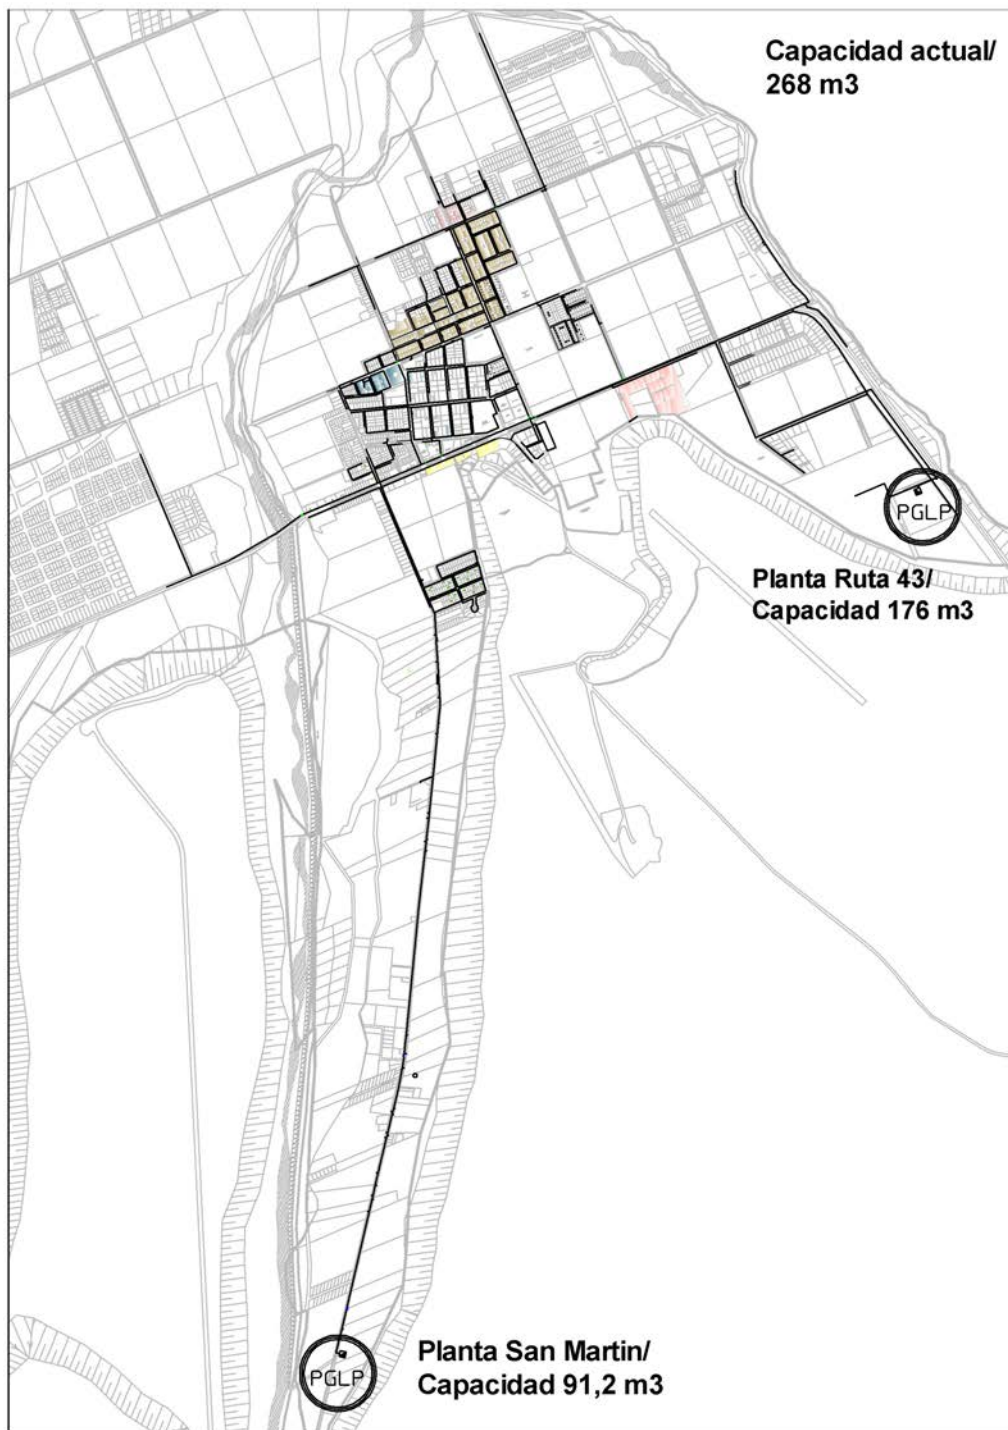 Capacidad actual/
268 m3
PGLP
Planta Ruta 43/
Capacidad 176 m3
Planta San Martin/
Capacidad 91,2 m3
PGLP